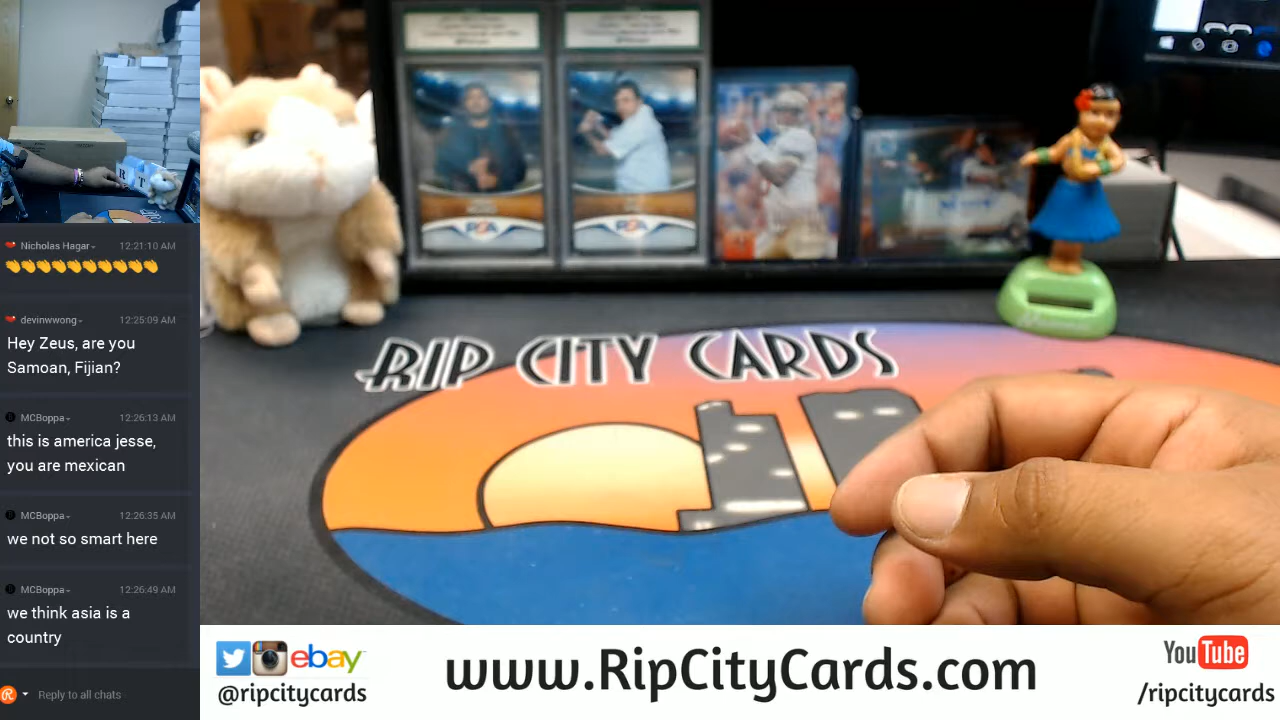 Nicholas Hagar 12:21:10 AM
👏👏👏👏👏👏👏👏👏👏
devinwwong 12:25:09 AM
Hey Zeus, are you
Samoan, Fijian?
MCBoppa 12:26:13 AM
this is america jesse,
you are mexican
MCBoppa 12:26:35 AM
we not so smart here
MCBoppa 12:26:49 AM
we think asia is a
country
Reply to all chats
PSA
PSA
RIP CITY CARDS
ebay
@ripcitycards
www.RipCityCards.com
YouTube
/ripcitycards